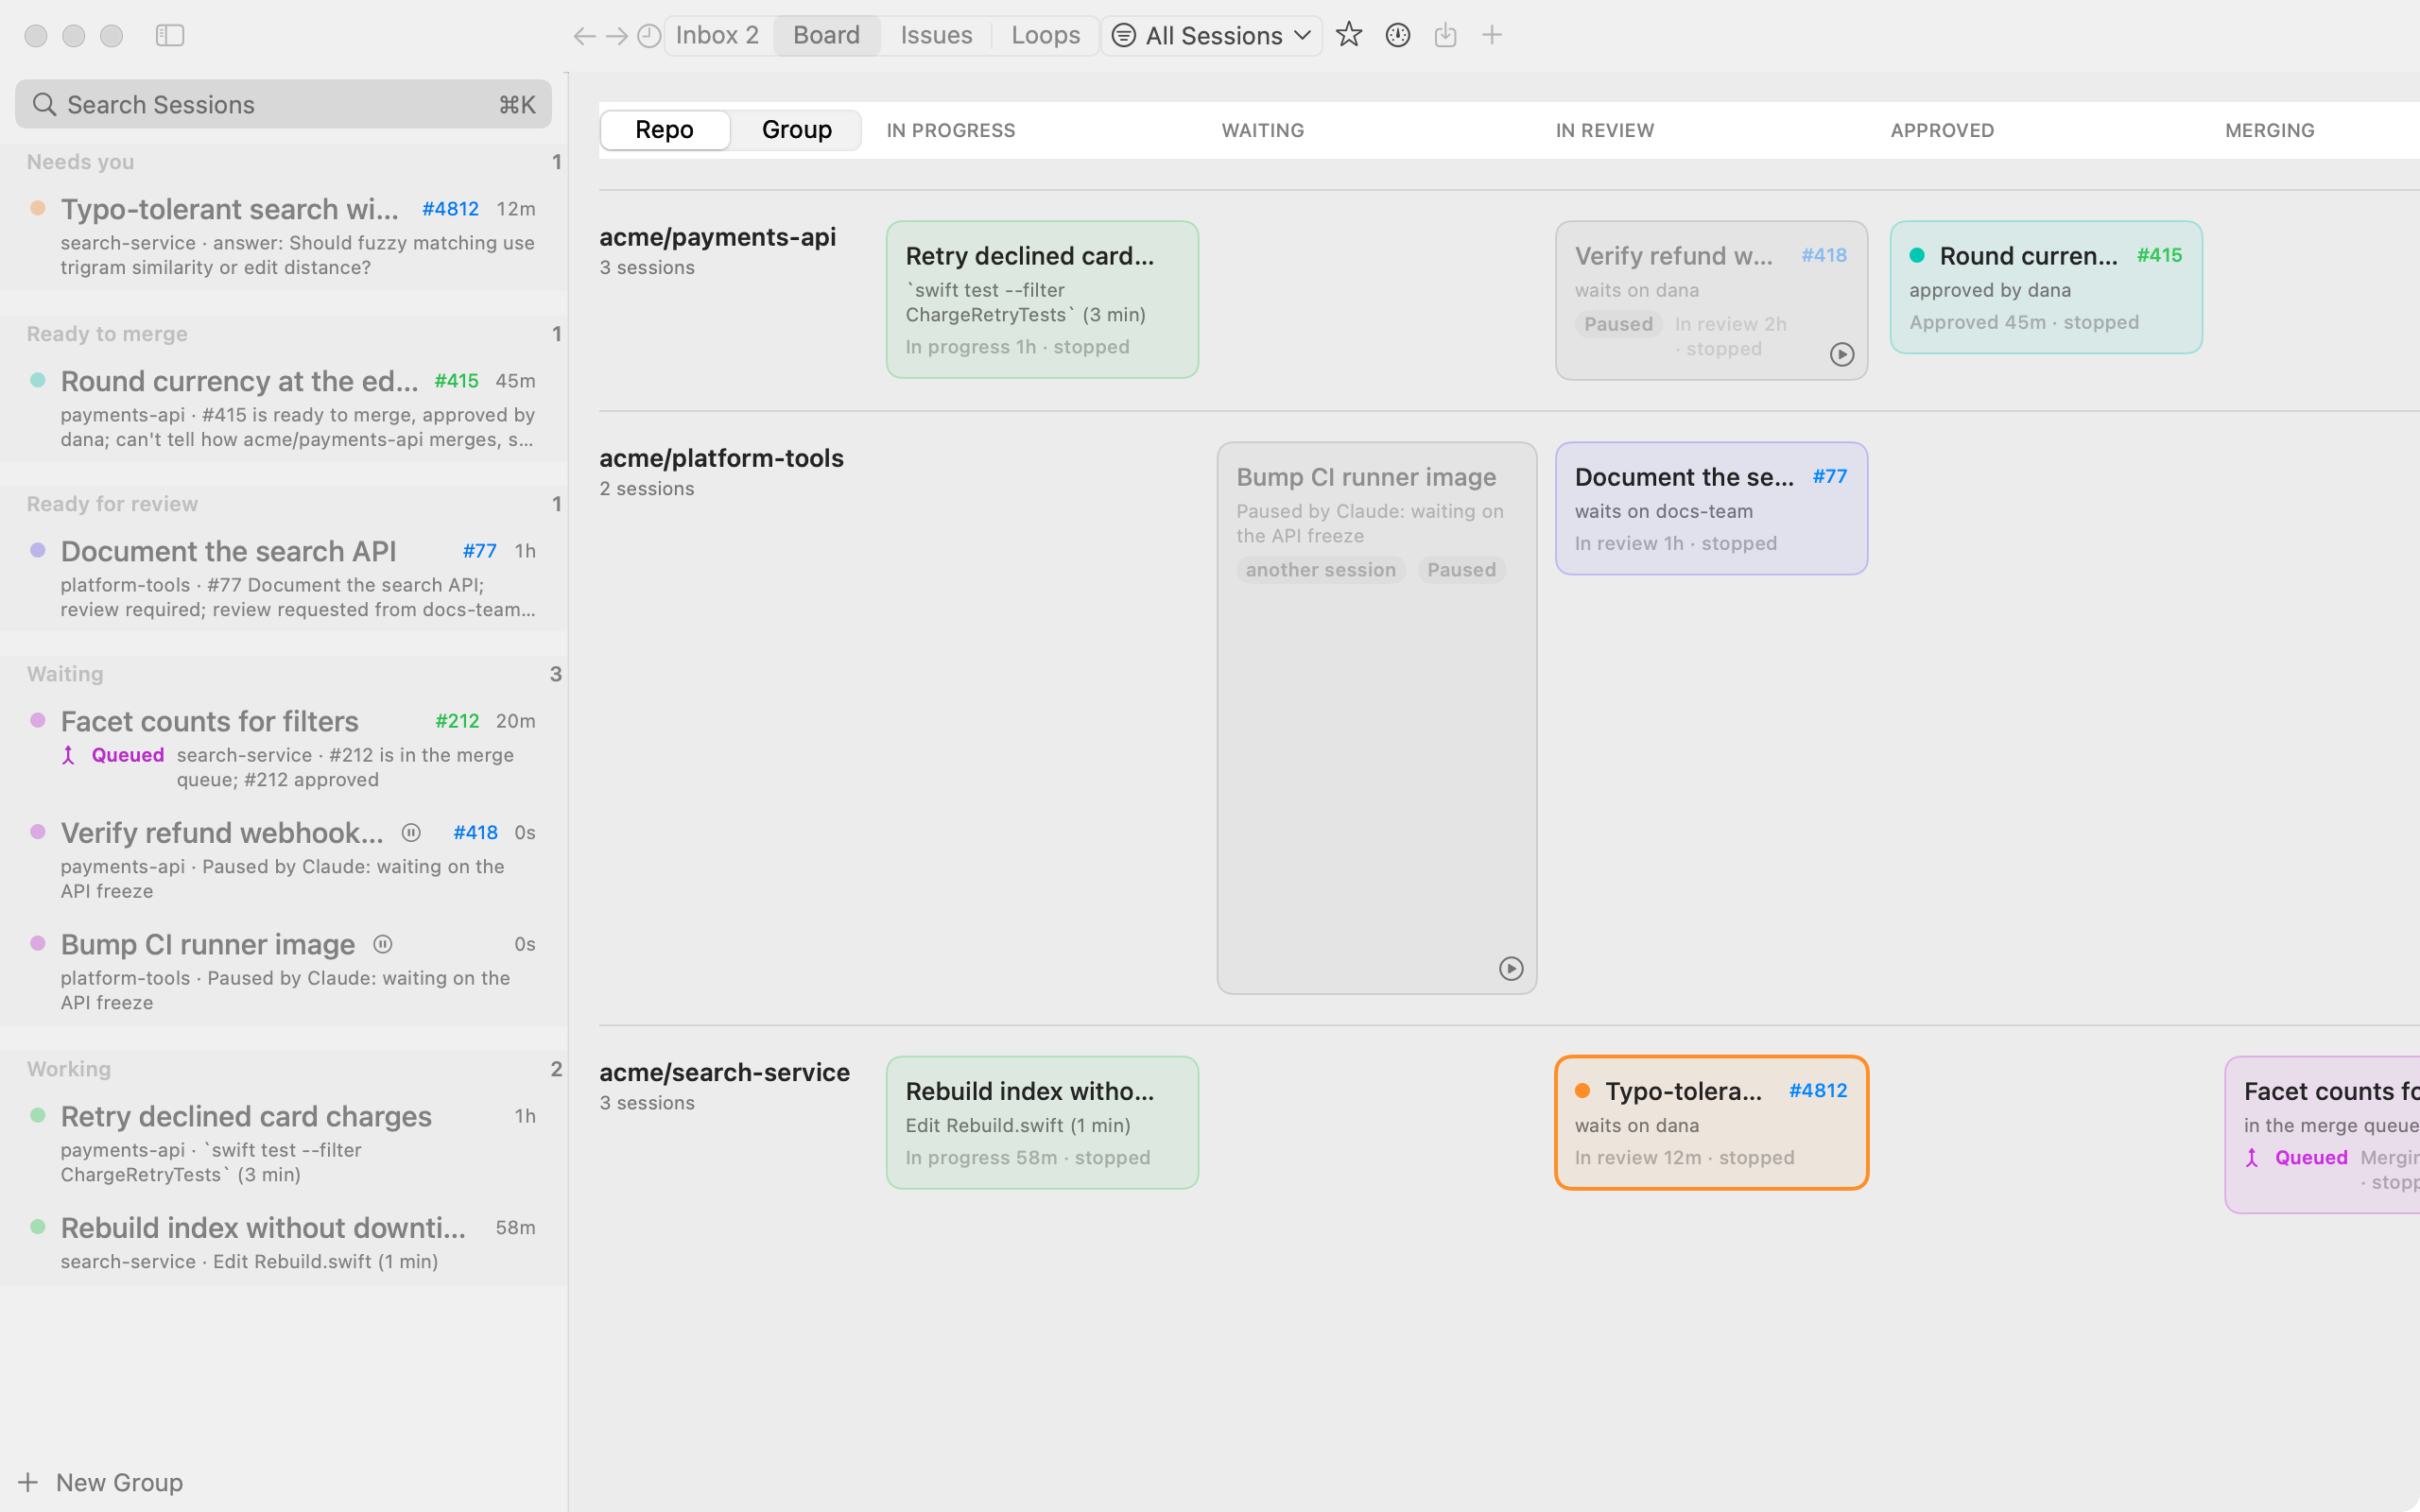 Inbox 2
Board
Issues
Loops
All Sessions
Search Sessions
⌘K
Needs you
1
Typo-tolerant search wi...
#4812
12m
search-service · answer: Should fuzzy matching use
trigram similarity or edit distance?
Ready to merge
1
Round currency at the ed...
#415
45m
payments-api · #415 is ready to merge, approved by
dana; can't tell how acme/payments-api merges, s...
Ready for review
1
Document the search API
#77
1h
platform-tools · #77 Document the search API;
review required; review requested from docs-team...
Waiting
3
Facet counts for filters
#212
20m
Queued
search-service · #212 is in the merge
queue; #212 approved
Verify refund webhook...
#418
0s
payments-api · Paused by Claude: waiting on the
API freeze
Bump CI runner image
0s
platform-tools · Paused by Claude: waiting on the
API freeze
Working
2
Retry declined card charges
1h
payments-api · `swift test --filter
ChargeRetryTests` (3 min)
Rebuild index without downti...
58m
search-service · Edit Rebuild.swift (1 min)
New Group
Repo
Group
IN PROGRESS
WAITING
IN REVIEW
APPROVED
MERGING
acme/payments-api
3 sessions
Retry declined card...
`swift test --filter
ChargeRetryTests` (3 min)
In progress 1h · stopped
Verify refund w...
#418
waits on dana
Paused
In review 2h
· stopped
Round curren...
#415
approved by dana
Approved 45m · stopped
acme/platform-tools
2 sessions
Bump CI runner image
Paused by Claude: waiting on
the API freeze
another session
Paused
Document the se...
#77
waits on docs-team
In review 1h · stopped
acme/search-service
3 sessions
Rebuild index witho...
Edit Rebuild.swift (1 min)
In progress 58m · stopped
Typo-tolera...
#4812
waits on dana
In review 12m · stopped
Facet counts
in the merge queue
Queued